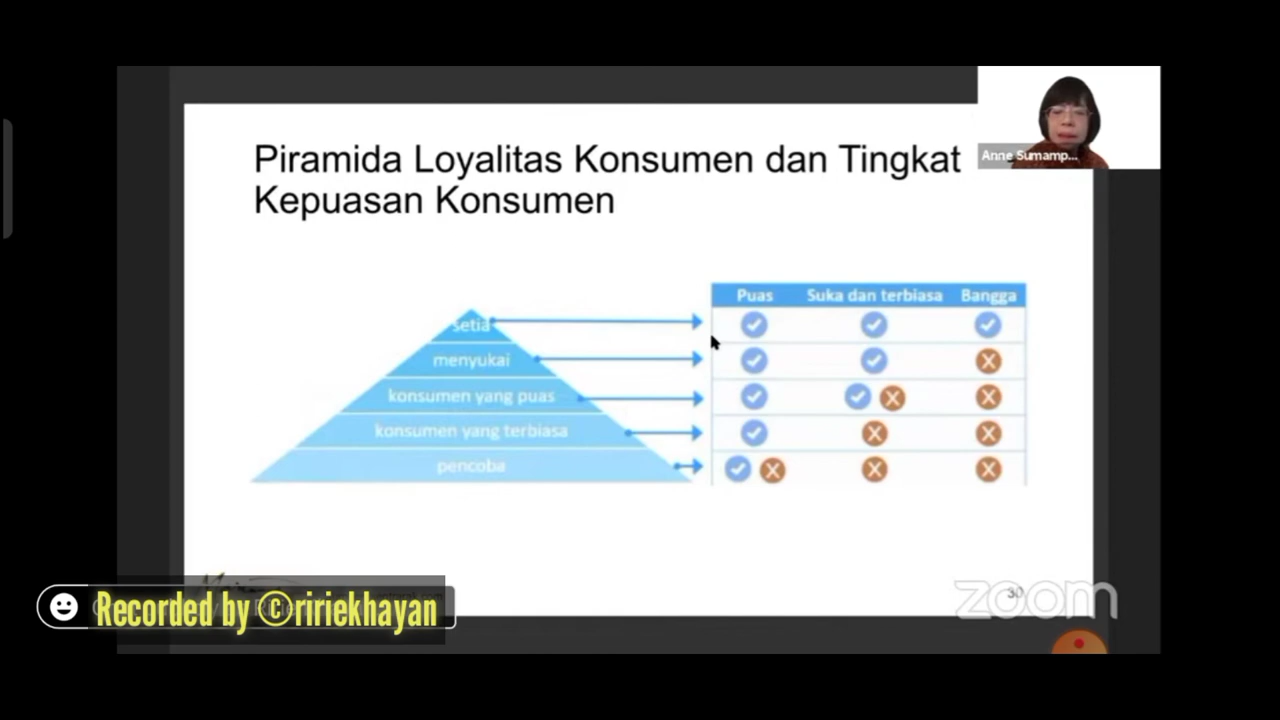 Piramida Loyalitas Konsumen dan Tingkat
Kepuasan Konsumen
Anne Sumamp...
Puas Suka dan terbiasa Bangga
setia
menyukai
konsumen yang puas
konsumen yang terbiasa
pencoba
30
zoom
Recorded by ©ririekhayan